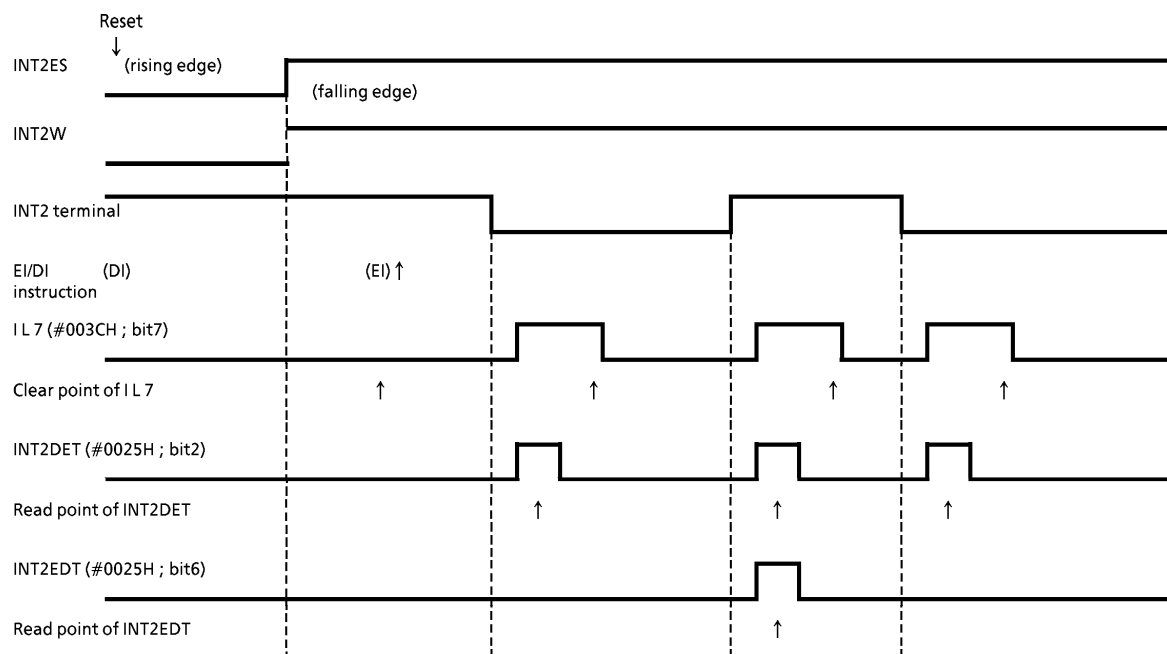 Reset
↓
INT2ES (rising edge)
(falling edge)
INT2W
INT2 terminal
EI/DI (DI) (EI) ↑
instruction
I L 7 (#003CH ; bit7)
Clear point of I L 7 ↑ ↑ ↑ ↑
INT2DET (#0025H ; bit2)
Read point of INT2DET ↑ ↑ ↑
INT2EDT (#0025H ; bit6)
Read point of INT2EDT ↑